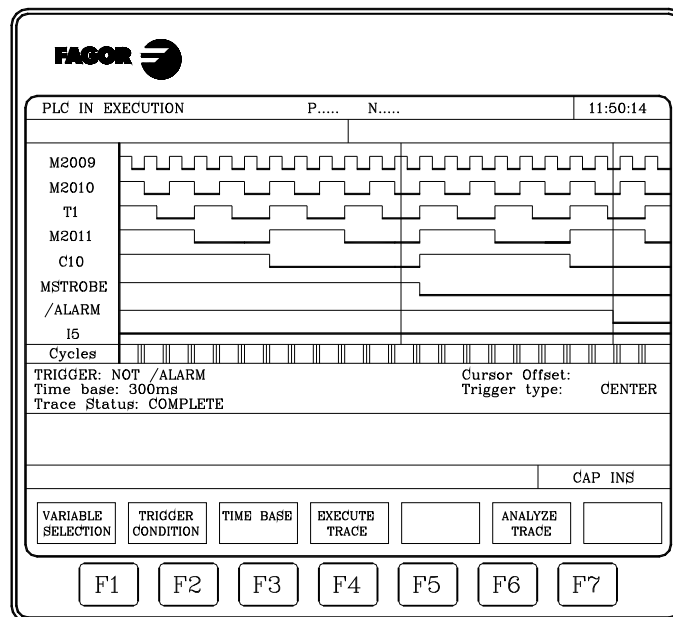 FAGOR
PLC IN EXECUTION P..... N..... 11:50:14
M2009
M2010
T1
M2011
C10
MSTROBE
/ALARM
I5
Cycles
TRIGGER: NOT /ALARM Cursor Offset:
Time base: 300ms Trigger type: CENTER
Trace Status: COMPLETE
CAP INS
VARIABLE SELECTION
TRIGGER CONDITION
TIME BASE
EXECUTE TRACE
ANALYZE TRACE
F1 F2 F3 F4 F5 F6 F7